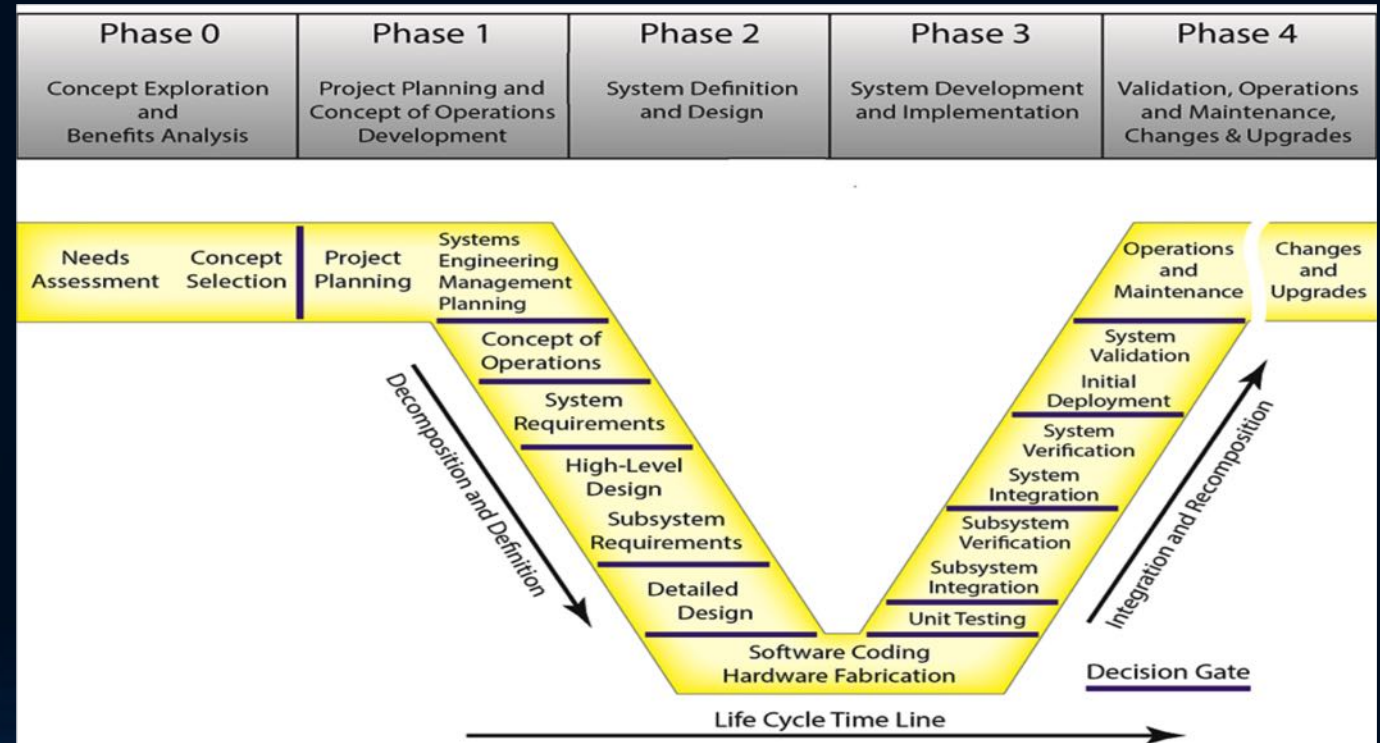 Phase 0
Concept Exploration
and
Benefits Analysis
Phase 1
Project Planning and
Concept of Operations
Development
Phase 2
System Definition
and Design
Phase 3
System Development
and Implementation
Phase 4
Validation, Operations
and Maintenance,
Changes & Upgrades
Needs
Assessment
Concept
Selection
Project
Planning
Systems
Engineering
Management
Planning
Concept of
Operations
System
Requirements
High-Level
Design
Subsystem
Requirements
Detailed
Design
Software Coding
Hardware Fabrication
Unit Testing
Subsystem
Integration
Subsystem
Verification
System
Integration
System
Verification
Initial
Deployment
System
Validation
Operations
and
Maintenance
Changes
and
Upgrades
Decomposition and Definition
Integration and Recomposition
Decision Gate
Life Cycle Time Line